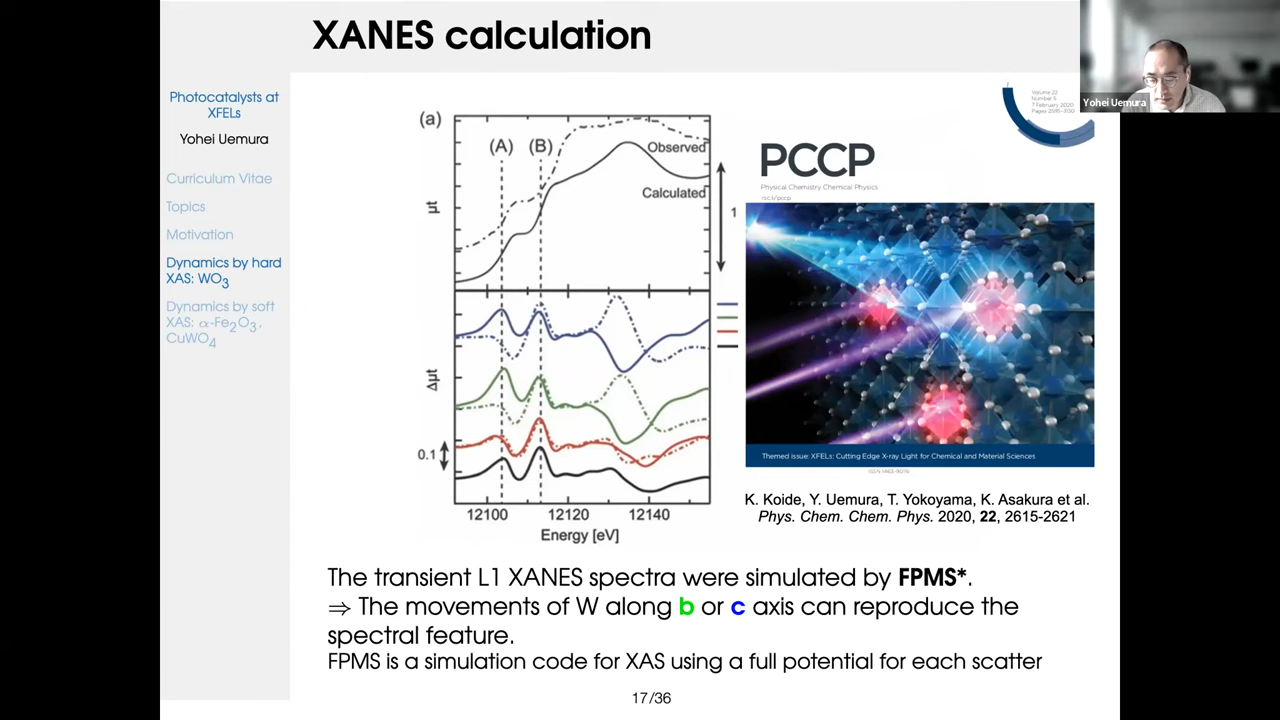 XANES calculation
Photocatalysts at
XFELs
Yohei Uemura
Curriculum Vitae
Topics
Motivation
Dynamics by hard
XAS: WO3
Dynamics by soft
XAS: α-Fe2O3,
CuWO4
(a)
(A) (B)
Observed
Calculated
μt
1
Δμt
0.1
12100 12120 12140
Energy [eV]
Volume 22
Number 5
7 February 2020
PCCP
Physical Chemistry Chemical Physics
rsc.li/pccp
Themed issue: XFELs: Cutting Edge X-ray Light for Chemical and Material Sciences
K. Koide, Y. Uemura, T. Yokoyama, K. Asakura et al.
Phys. Chem. Chem. Phys. 2020, 22, 2615-2621
The transient L1 XANES spectra were simulated by FPMS*.
⇒ The movements of W along b or c axis can reproduce the
spectral feature.
FPMS is a simulation code for XAS using a full potential for each scatter
17/36
Yohei Uemura